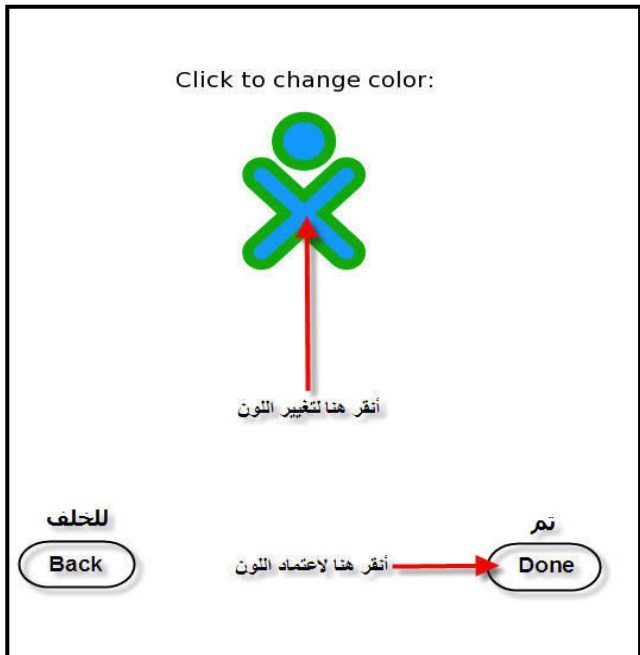 Click to change color:
أنقر هنا لتغيير اللون
للخلف
تم
Back
أنقر هنا لاعتماد اللون
Done